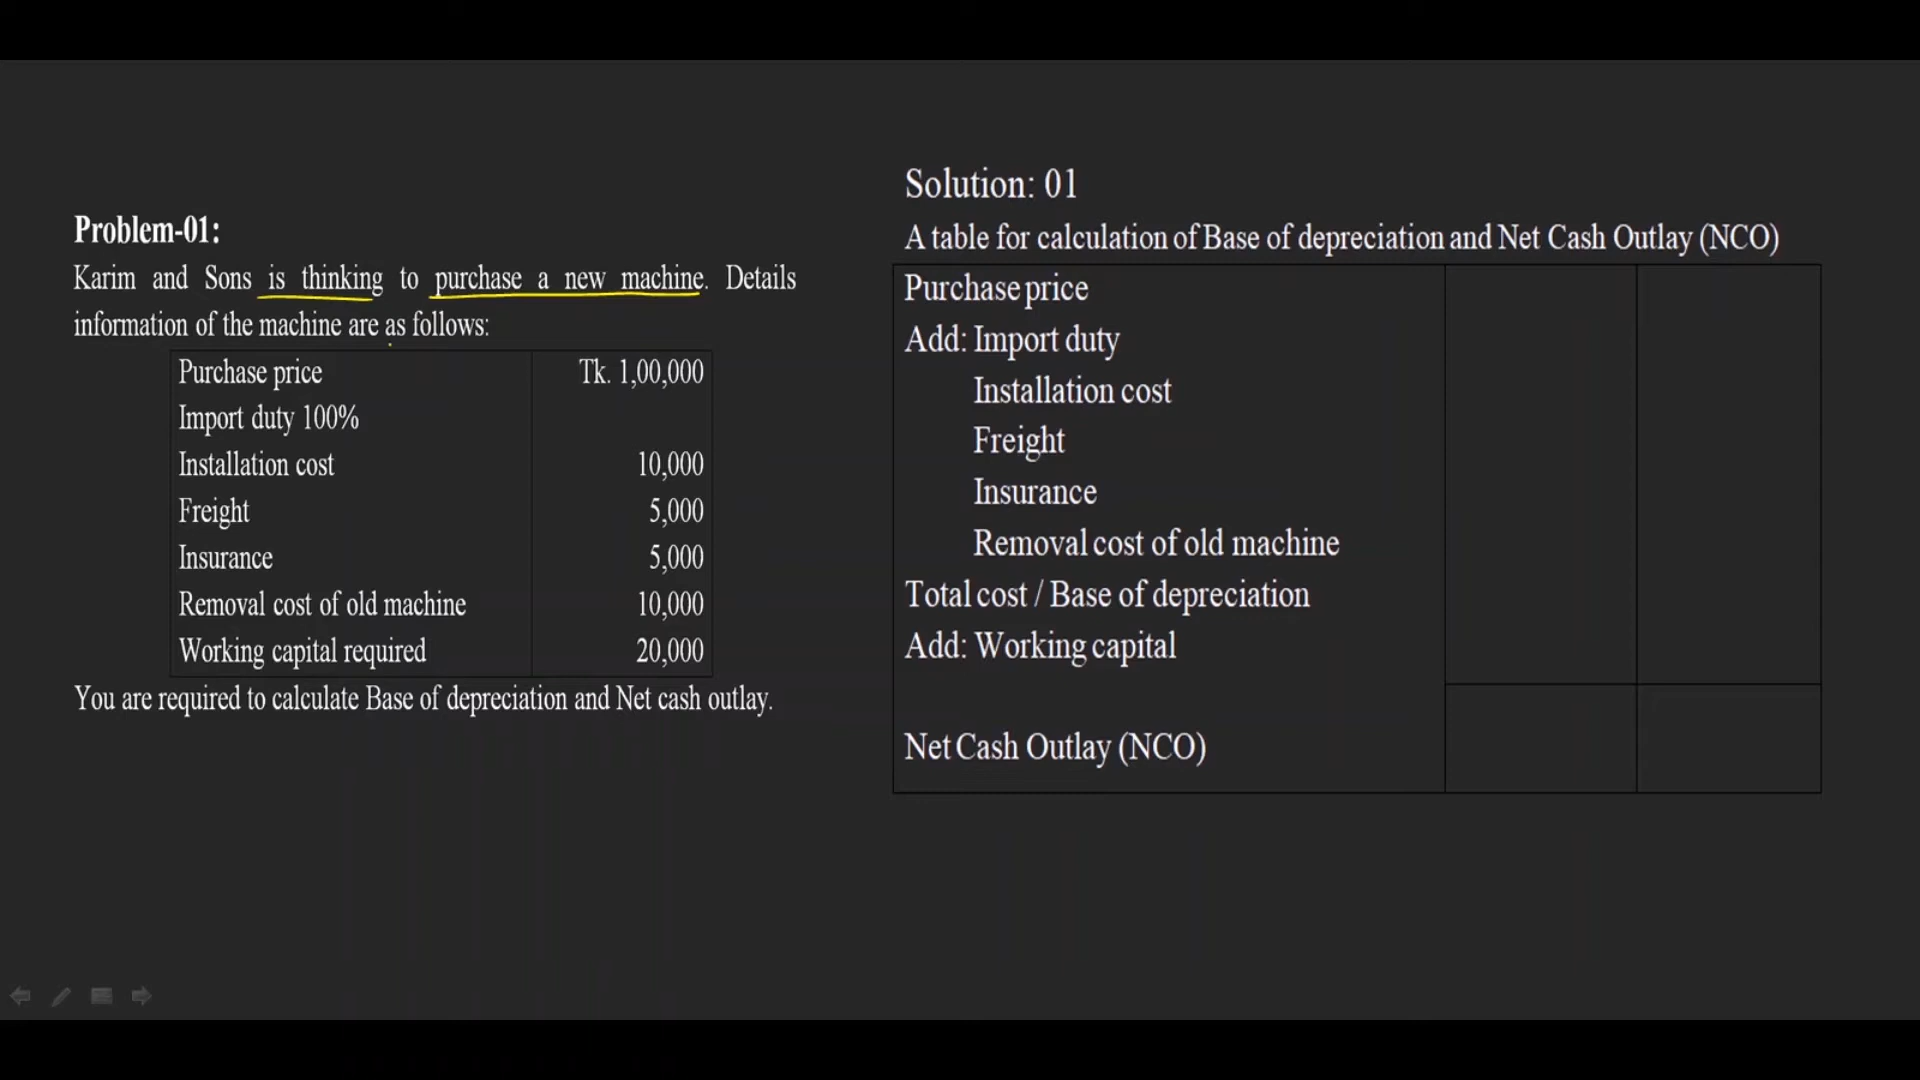 Problem-01:
Karim and Sons is thinking to purchase a new machine. Details
information of the machine are as follows:
Purchase price Tk. 1,00,000
Import duty 100%
Installation cost 10,000
Freight 5,000
Insurance 5,000
Removal cost of old machine 10,000
Working capital required 20,000
You are required to calculate Base of depreciation and Net cash outlay.
Solution: 01
A table for calculation of Base of depreciation and Net Cash Outlay (NCO)
Purchase price
Add: Import duty
Installation cost
Freight
Insurance
Removal cost of old machine
Total cost / Base of depreciation
Add: Working capital
Net Cash Outlay (NCO)